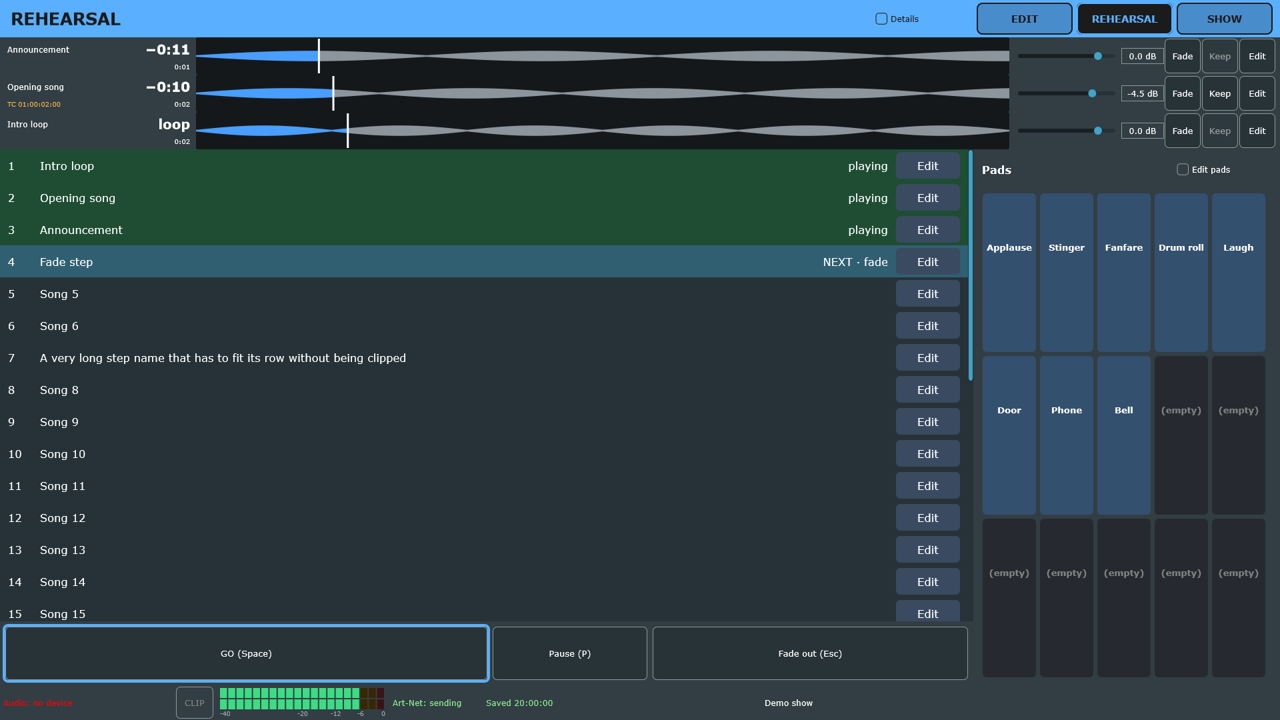 REHEARSAL
Details
EDIT
REHEARSAL
SHOW
Announcement
−0:11
0:01
0.0 dB
Fade
Keep
Edit
Opening song
−0:10
TC 01:00:02:00
0:02
-4.5 dB
Fade
Keep
Edit
Intro loop
loop
0:02
0.0 dB
Fade
Keep
Edit
1 Intro loop playing Edit
2 Opening song playing Edit
3 Announcement playing Edit
4 Fade step NEXT · fade Edit
5 Song 5 Edit
6 Song 6 Edit
7 A very long step name that has to fit its row without being clipped Edit
8 Song 8 Edit
9 Song 9 Edit
10 Song 10 Edit
11 Song 11 Edit
12 Song 12 Edit
13 Song 13 Edit
14 Song 14 Edit
15 Song 15 Edit
Pads
Edit pads
Applause Stinger Fanfare Drum roll Laugh
Door Phone Bell (empty) (empty)
(empty) (empty) (empty) (empty) (empty)
GO (Space)
Pause (P)
Fade out (Esc)
Audio: no device
CLIP
-40 -20 -12 -6 0
Art-Net: sending
Saved 20:00:00
Demo show